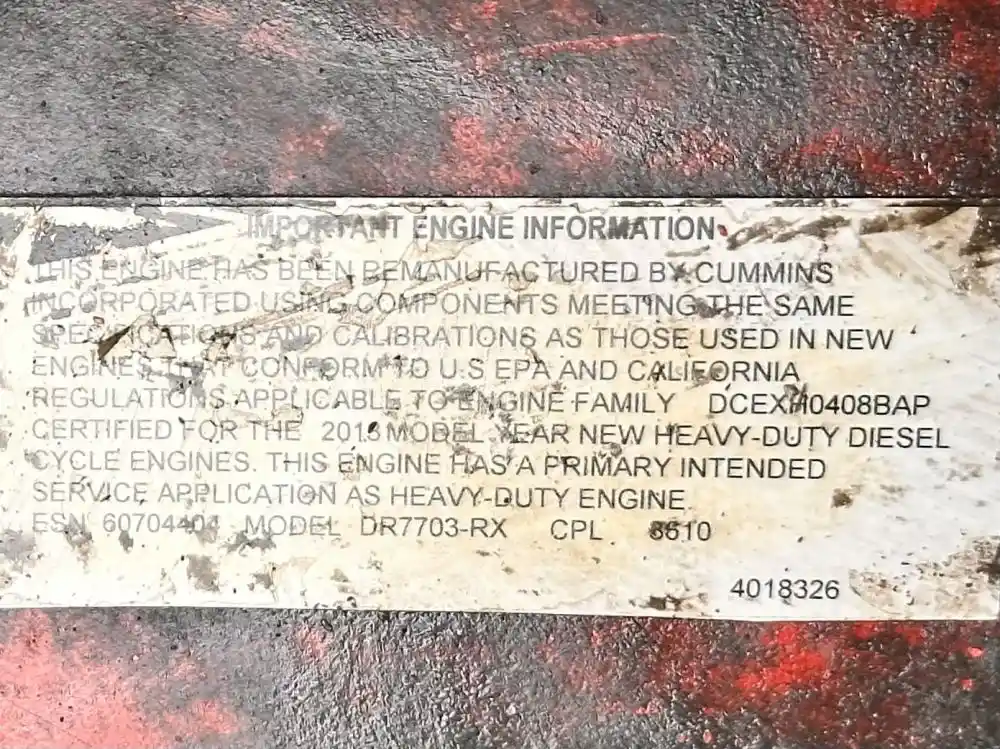 IMPORTANT ENGINE INFORMATION
THIS ENGINE HAS BEEN REMANUFACTURED BY CUMMINS
INCORPORATED USING COMPONENTS MEETING THE SAME
SPECIFICATIONS AND CALIBRATIONS AS THOSE USED IN NEW
ENGINES THAT CONFORM TO U.S EPA AND CALIFORNIA
REGULATIONS APPLICABLE TO ENGINE FAMILY DCEXH0408BAP
CERTIFIED FOR THE 2013 MODEL YEAR NEW HEAVY-DUTY DIESEL
CYCLE ENGINES. THIS ENGINE HAS A PRIMARY INTENDED
SERVICE APPLICATION AS HEAVY-DUTY ENGINE
ESN MODEL DR7703-RX CPL
4018326